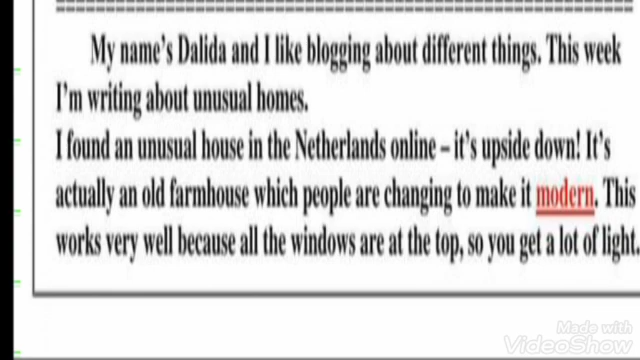 My name's Dalida and I like blogging about different things. This week
I'm writing about unusual homes.
I found an unusual house in the Netherlands online – it's upside down! It's
actually an old farmhouse which people are changing to make it modern. This
works very well because all the windows are at the top, so you get a lot of light.
Made with
VideoShow